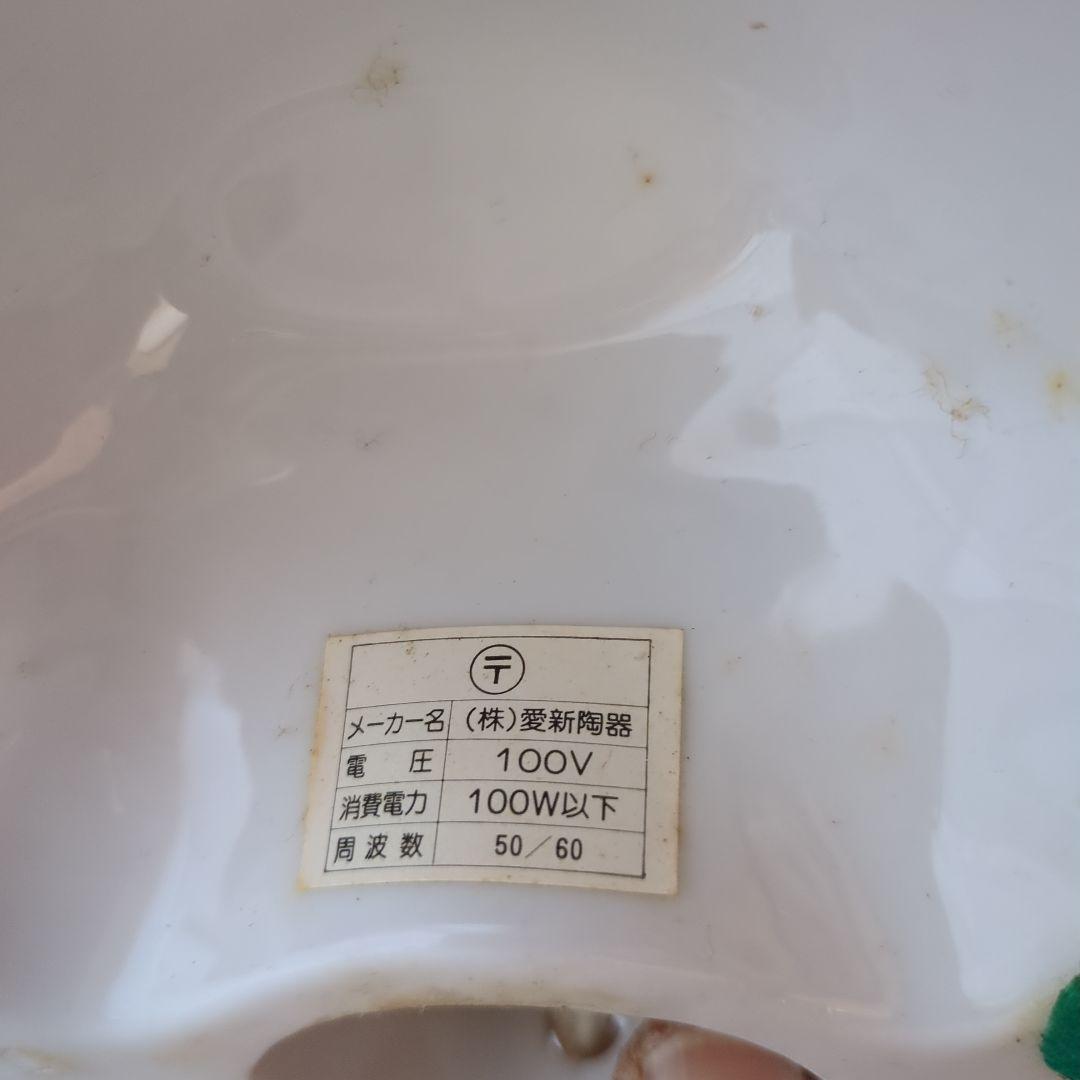 〒
メーカー名 (株)愛新陶器
電 圧 100V
消費電力 100W以下
周波数 50/60